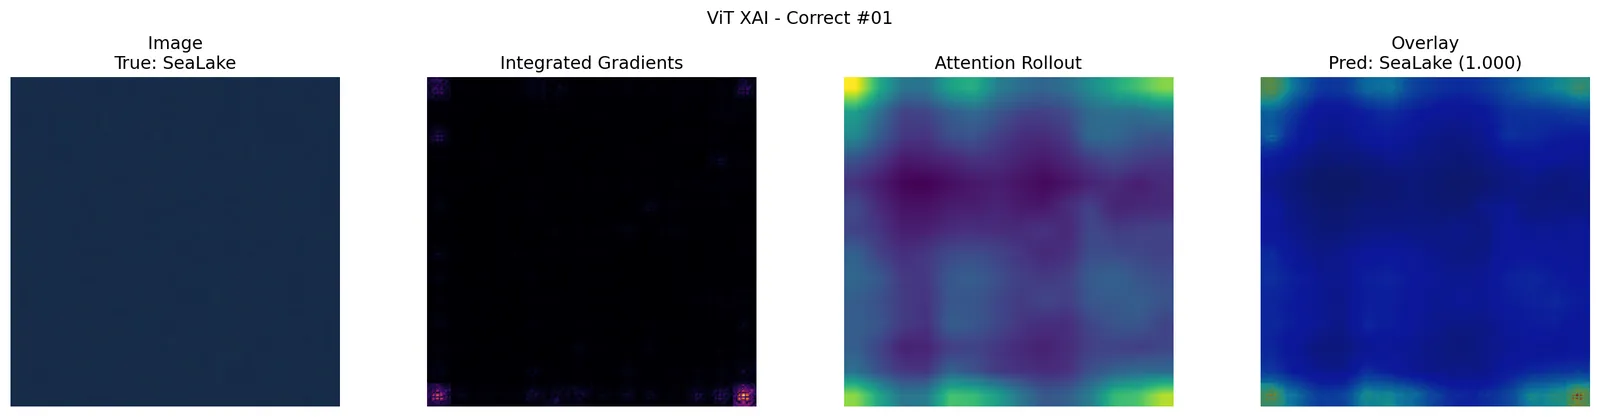 ViT XAI - Correct #01
Image
True: SeaLake
Integrated Gradients
Attention Rollout
Overlay
Pred: SeaLake (1.000)